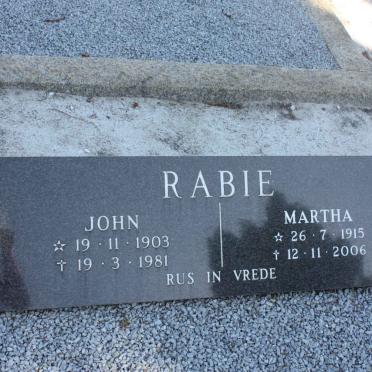 RABIE
JOHN
☆ 19 · 11 · 1903
† 19 · 3 · 1981
MARTHA
☆ 26 · 7 · 1915
† 12 · 11 · 2006
RUS IN VREDE